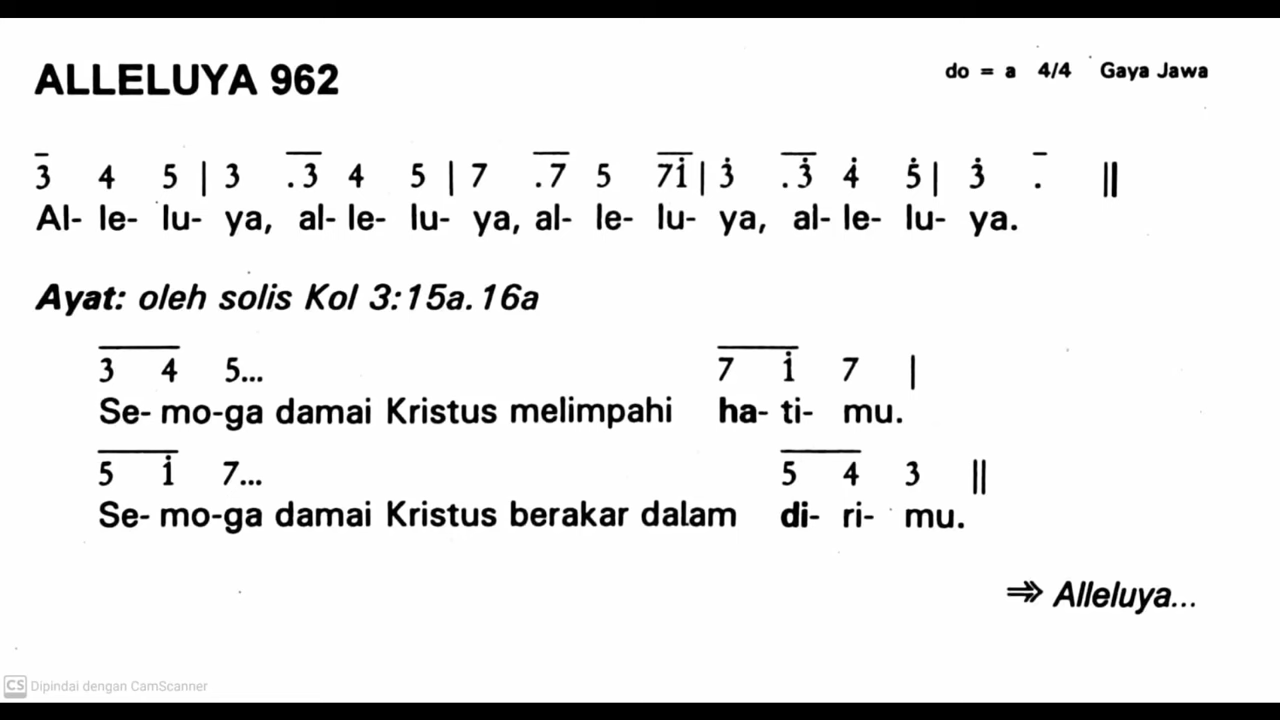 ALLELUYA 962
do = a 4/4 Gaya Jawa
3̅ 4 5 | 3 .̅3̅ 4 5 | 7 .̅7̅ 5 7̅i̅ | 3̇ .̅3̇̅ 4̇ 5̇ | 3̇ .̅ ||
Al- le- lu- ya, al- le- lu- ya, al- le- lu- ya, al- le- lu- ya.
Ayat: oleh solis Kol 3:15a.16a
3̅ 4̅ 5... 7̅ 1̇̅ 7 |
Se- mo-ga damai Kristus melimpahi ha- ti- mu.
5̅ 1̇̅ 7... 5̅ 4̅ 3 ||
Se- mo-ga damai Kristus berakar dalam di- ri- mu.
⇒ Alleluya...
CS Dipindai dengan CamScanner